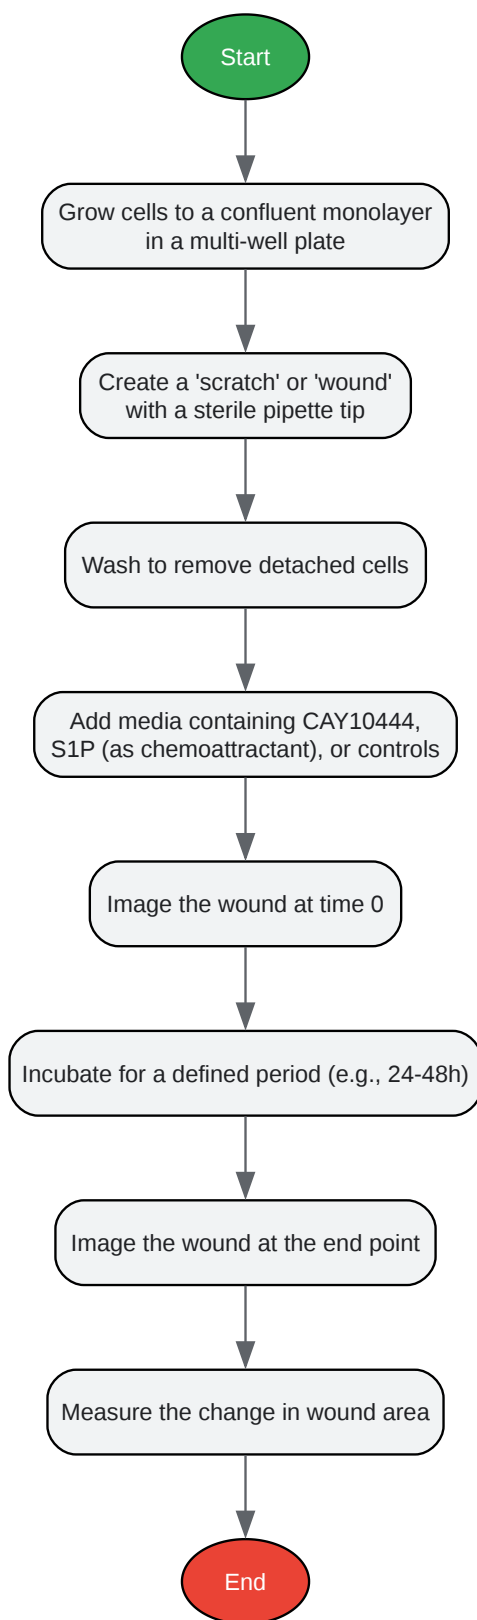 Start
Grow cells to a confluent monolayer
in a multi-well plate
Create a 'scratch' or 'wound'
with a sterile pipette tip
Wash to remove detached cells
Add media containing CAY10444,
S1P (as chemoattractant), or controls
Image the wound at time 0
Incubate for a defined period (e.g., 24-48h)
Image the wound at the end point
Measure the change in wound area
End